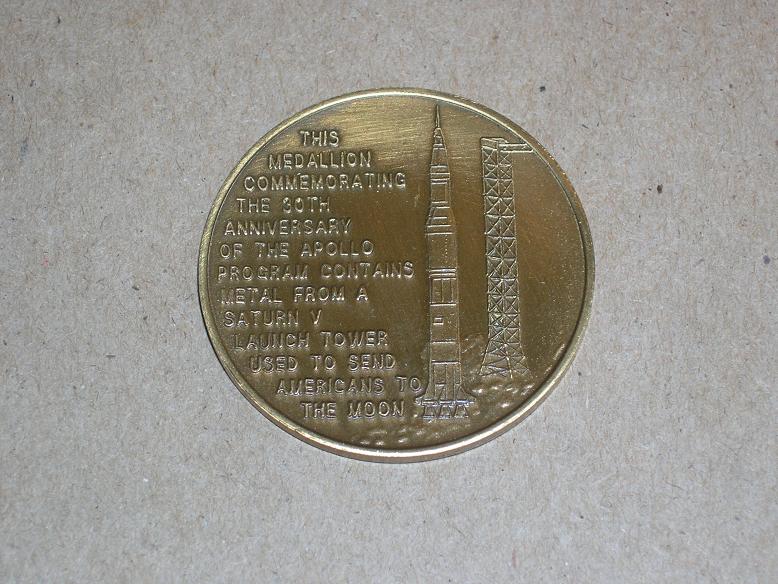 THIS
MEDALLION
COMMEMORATING
THE 30TH
ANNIVERSARY
OF THE APOLLO
PROGRAM CONTAINS
METAL FROM A
SATURN V
LAUNCH TOWER
USED TO SEND
AMERICANS TO
THE MOON